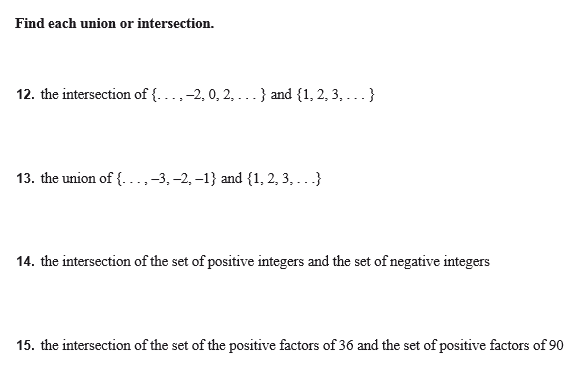 Find each union or intersection.
12. the intersection of {. . . , –2, 0, 2, . . . } and {1, 2, 3, . . . }
13. the union of {. . . , –3, –2, –1} and {1, 2, 3, . . .}
14. the intersection of the set of positive integers and the set of negative integers
15. the intersection of the set of the positive factors of 36 and the set of positive factors of 90